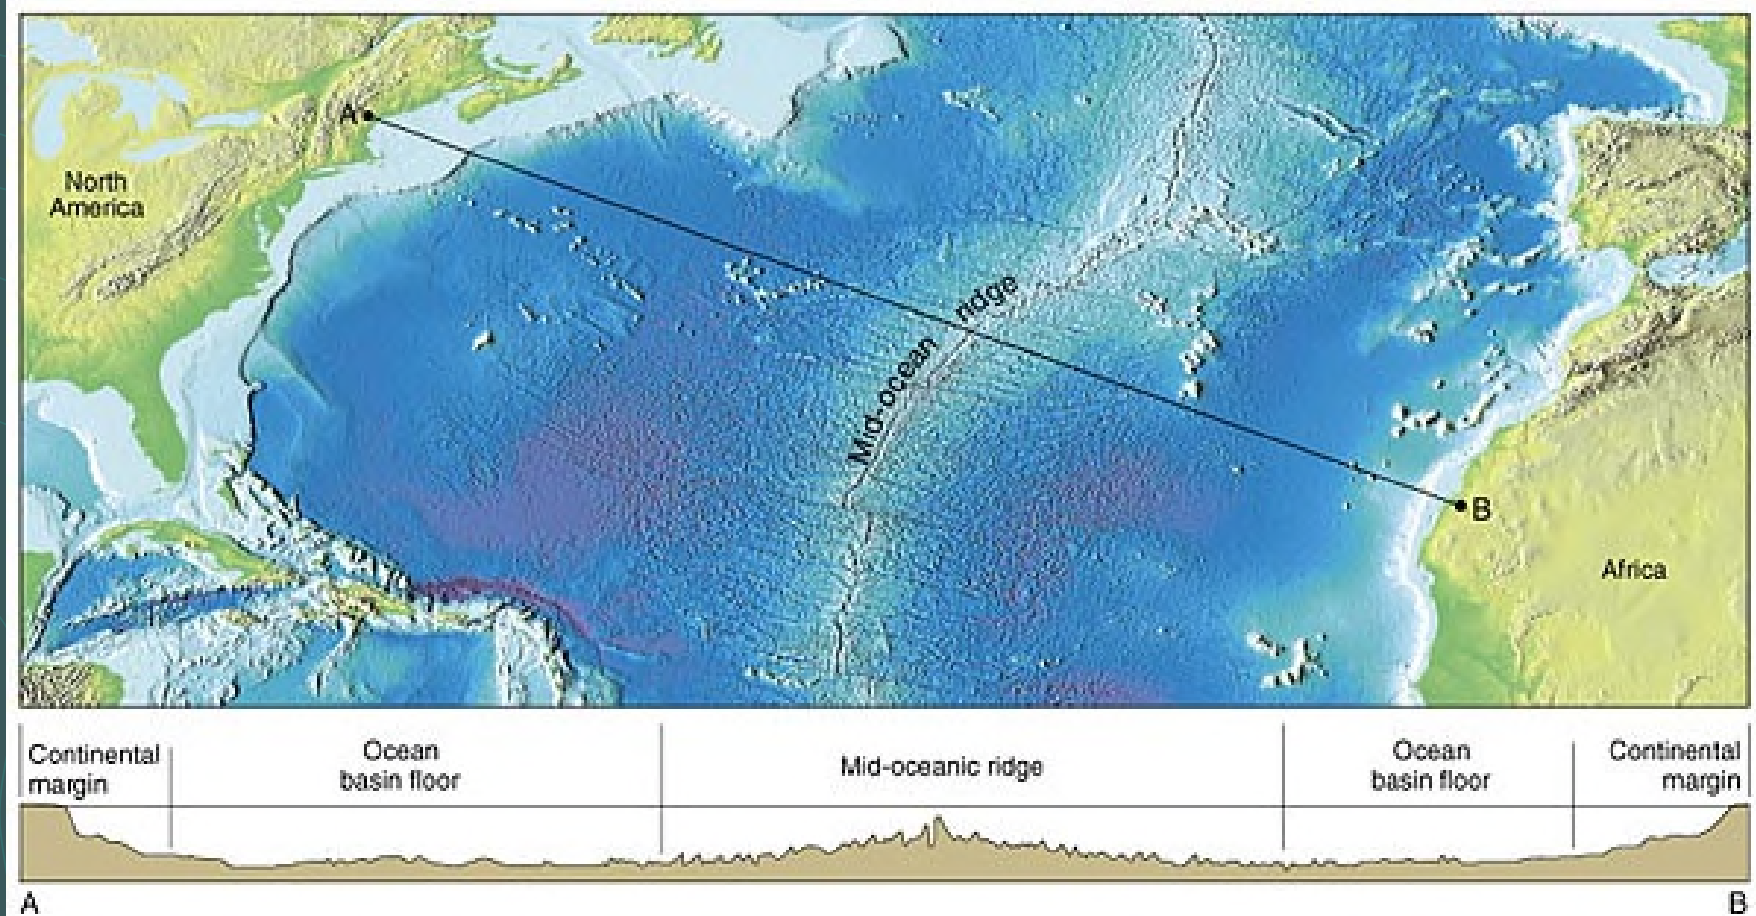 A
North
America
Mid-ocean ridge
B
Africa
Continental
margin
Ocean
basin floor
Mid-oceanic ridge
Ocean
basin floor
Continental
margin
A
B